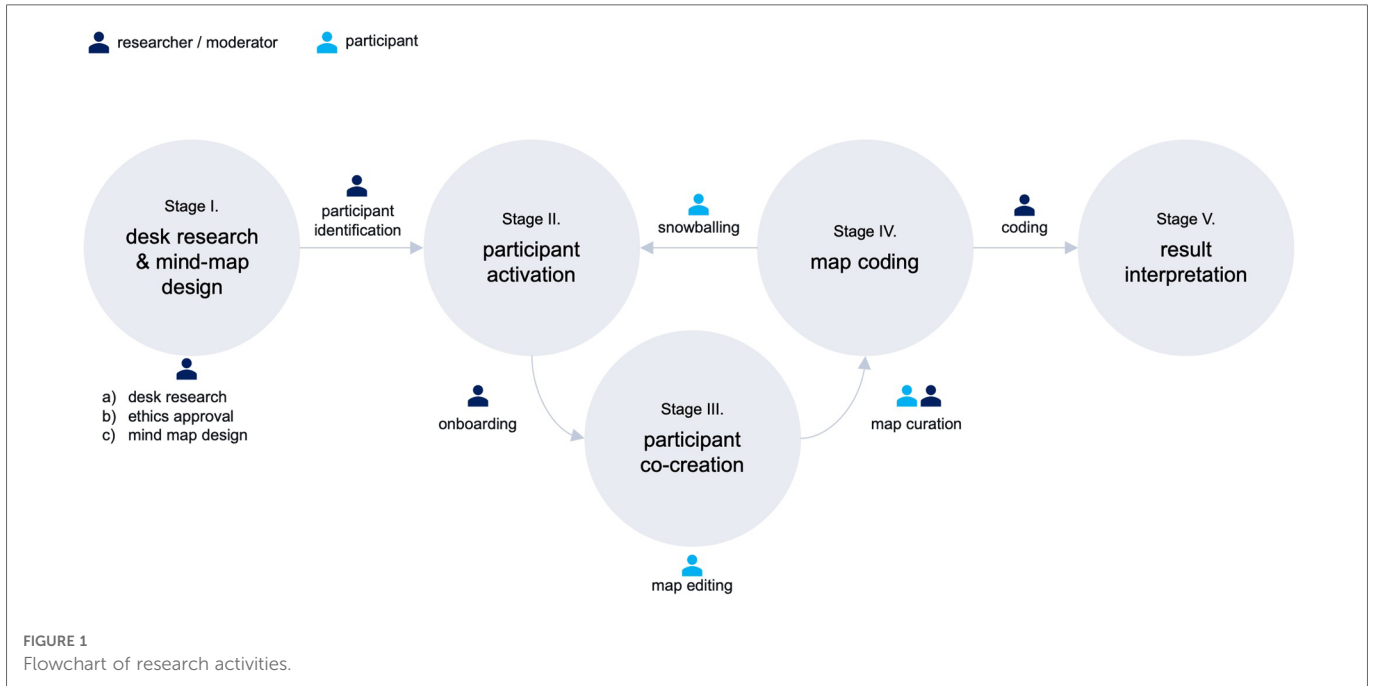 researcher / moderator
participant
Stage I.
desk research
& mind-map
design
participant
identification
Stage II.
participant
activation
snowballing
Stage IV.
map coding
coding
Stage V.
result
interpretation
a) desk research
b) ethics approval
c) mind map design
onboarding
Stage III.
participant
co-creation
map curation
map editing
FIGURE 1
Flowchart of research activities.